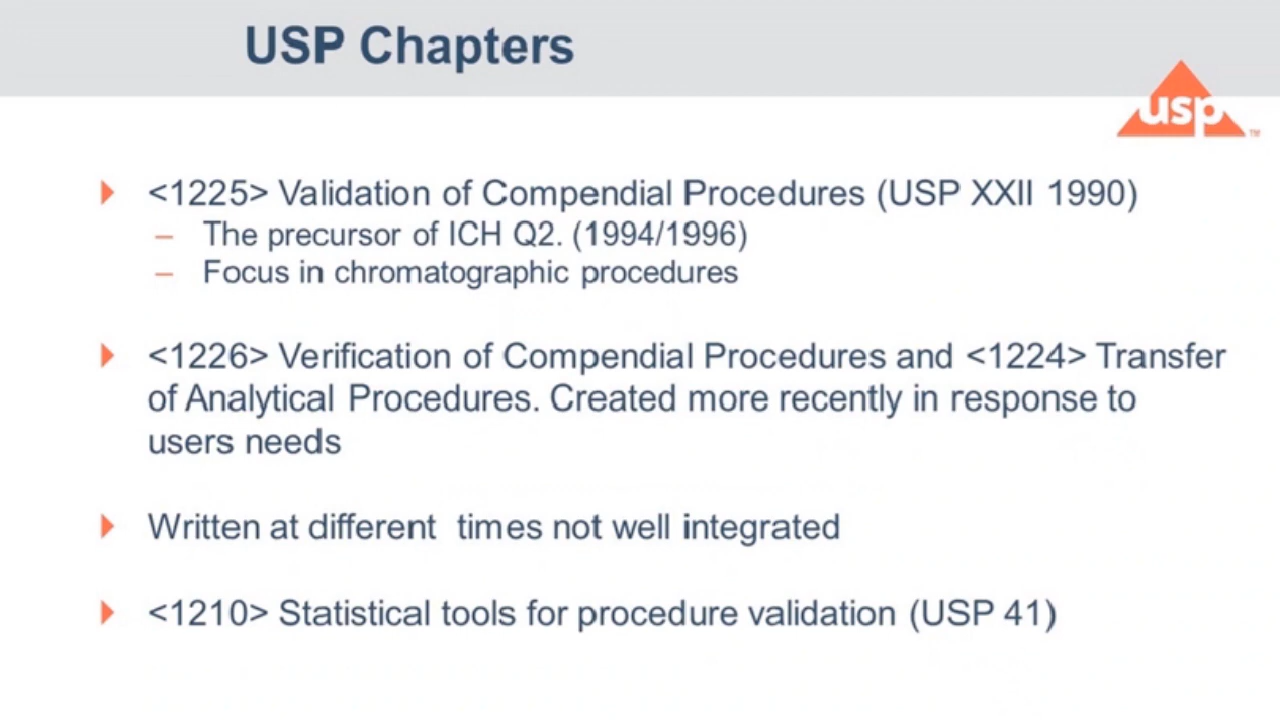 USP Chapters
usp
TM
<1225> Validation of Compendial Procedures (USP XXII 1990)
– The precursor of ICH Q2. (1994/1996)
– Focus in chromatographic procedures
<1226> Verification of Compendial Procedures and <1224> Transfer
of Analytical Procedures. Created more recently in response to
users needs
Written at different  times not well integrated
<1210> Statistical tools for procedure validation (USP 41)